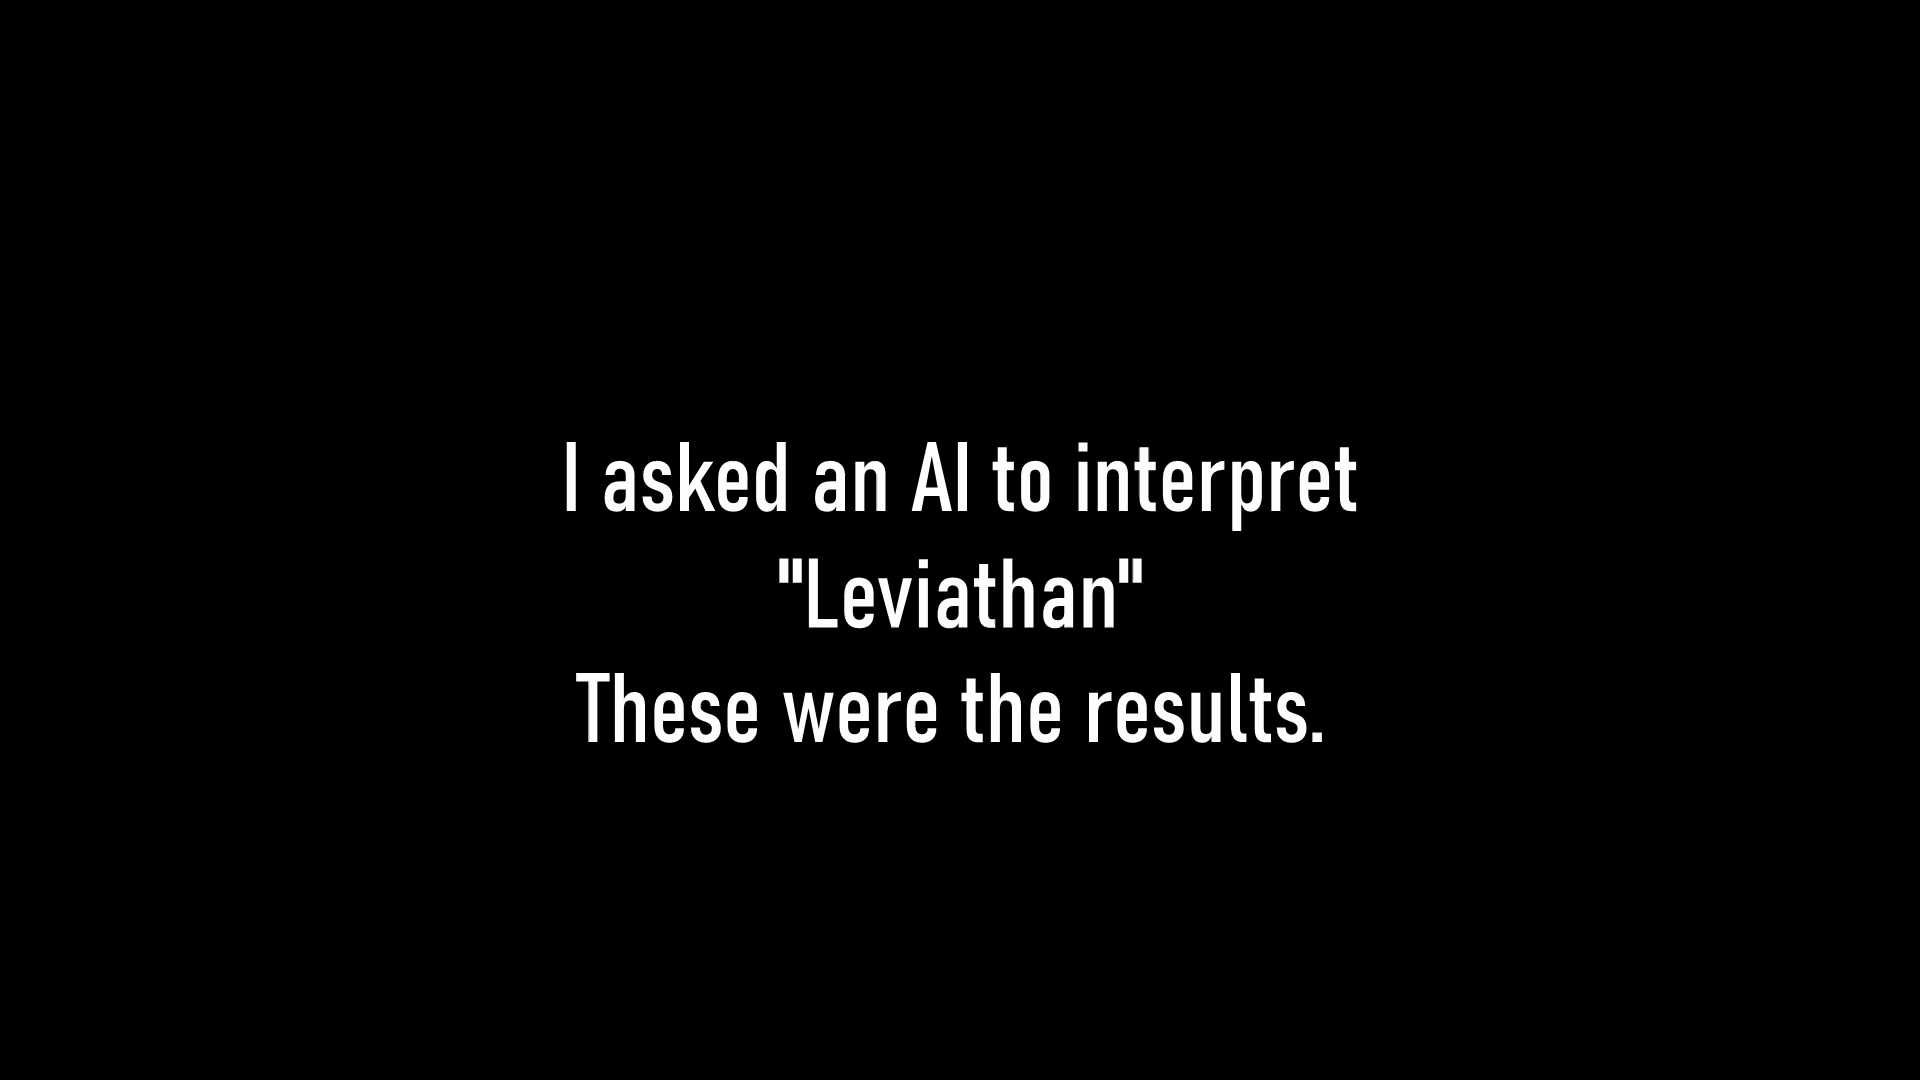 I asked an AI to interpret
"Leviathan"
These were the results.